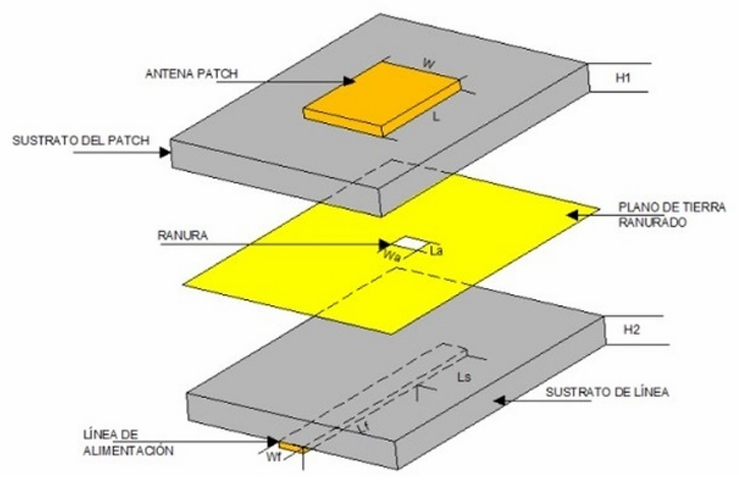 W
ANTENA PATCH
H1
L
SUSTRATO DEL PATCH
PLANO DE TIERRA
RANURADO
RANURA
La
Wa
H2
Ls
SUSTRATO DE LÍNEA
Lf
LÍNEA DE
ALIMENTACIÓN
Wf